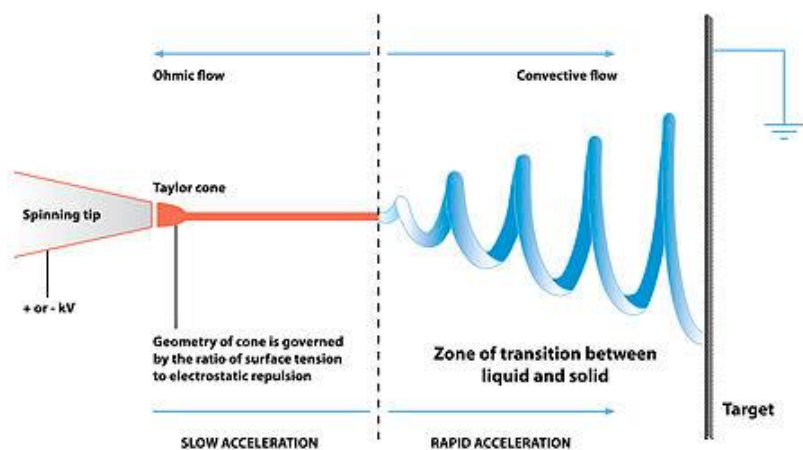 Ohmic flow
Convective flow
Taylor cone
Spinning tip
+ or - kV
Geometry of cone is governed
by the ratio of surface tension
to electrostatic repulsion
Zone of transition between
liquid and solid
Target
SLOW ACCELERATION
RAPID ACCELERATION